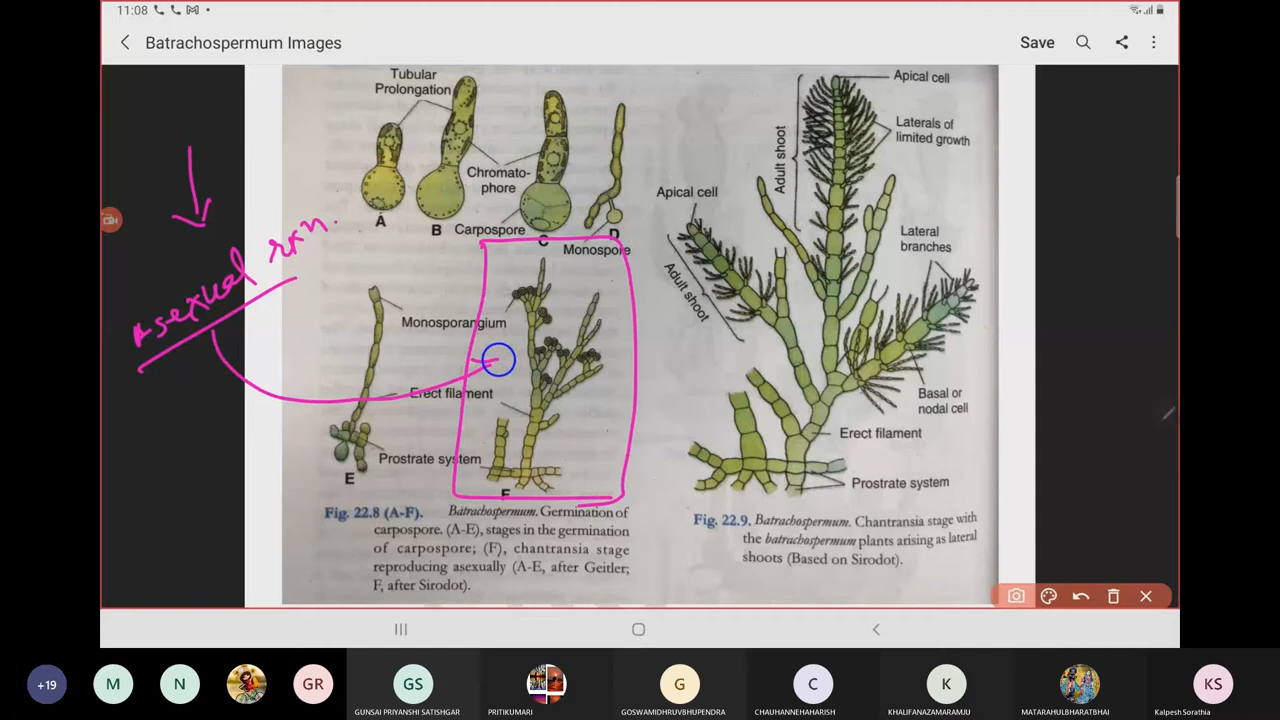 11:08
Batrachospermum Images
Save
Tubular
Prolongation
Chromato-
phore
Carpospore
A
B
C
D
Monospore
asexual rxn.
Monosporangium
Erect filament
Prostrate system
E
F
Fig. 22.8 (A-F). Batrachospermum. Germination of
carpospore. (A-E), stages in the germination
of carpospore; (F), chantransia stage
reproducing asexually (A-E, after Geitler;
F, after Sirodot).
Apical cell
Adult shoot
Laterals of
limited growth
Apical cell
Adult shoot
Lateral
branches
Basal or
nodal cell
Erect filament
Prostrate system
Fig. 22.9. Batrachospermum. Chantransia stage with
the batrachospermum plants arising as lateral
shoots (Based on Sirodot).
+19
M
N
GR
GS
G
C
K
KS
GUNSAI PRIYANSHI SATISHGAR
PRITIKUMARI
GOSWAMIDHRUVBHUPENDRA
CHAUHANNEHAHARISH
KHALIFANAZAMARAMJU
MATARAHULBHARATBHAI
Kalpesh Sorathia